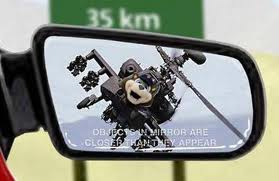 35 km
OBJECTS IN MIRROR ARE
CLOSER THAN THEY APPEAR